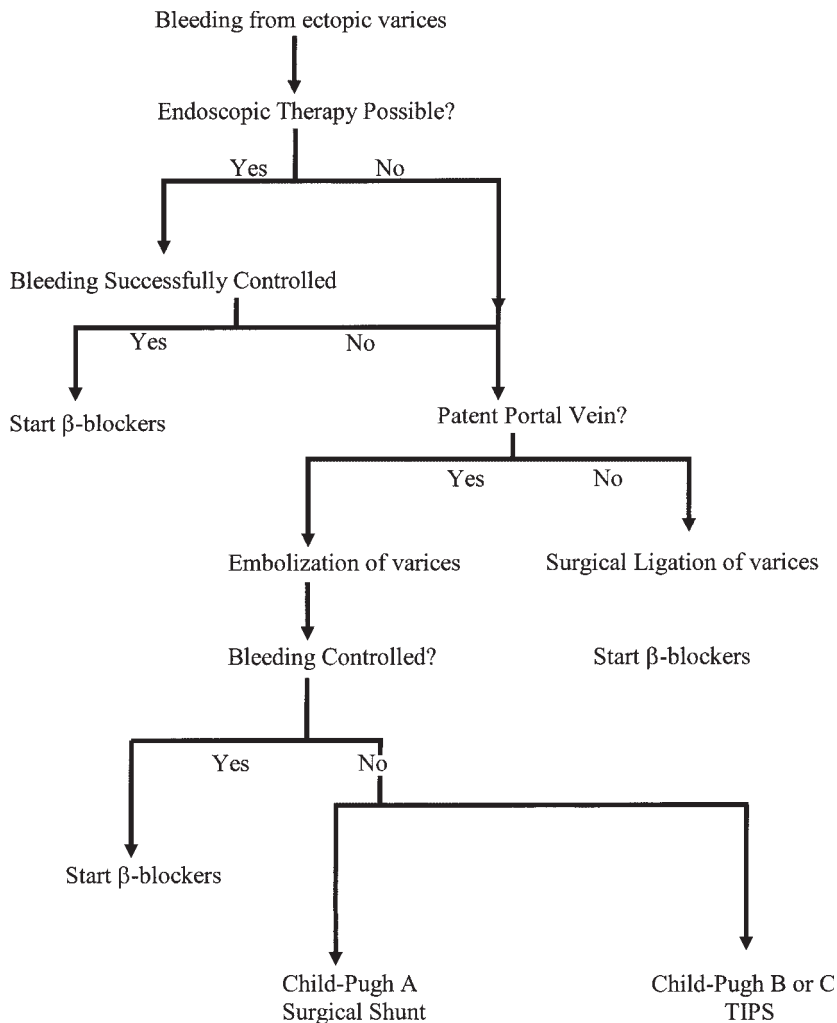 Bleeding from ectopic varices
Endoscopic Therapy Possible?
Yes No
Bleeding Successfully Controlled
Yes No
Start β-blockers
Patent Portal Vein?
Yes No
Embolization of varices
Surgical Ligation of varices
Bleeding Controlled?
Start β-blockers
Yes No
Start β-blockers
Child-Pugh A
Surgical Shunt
Child-Pugh B or C
TIPS